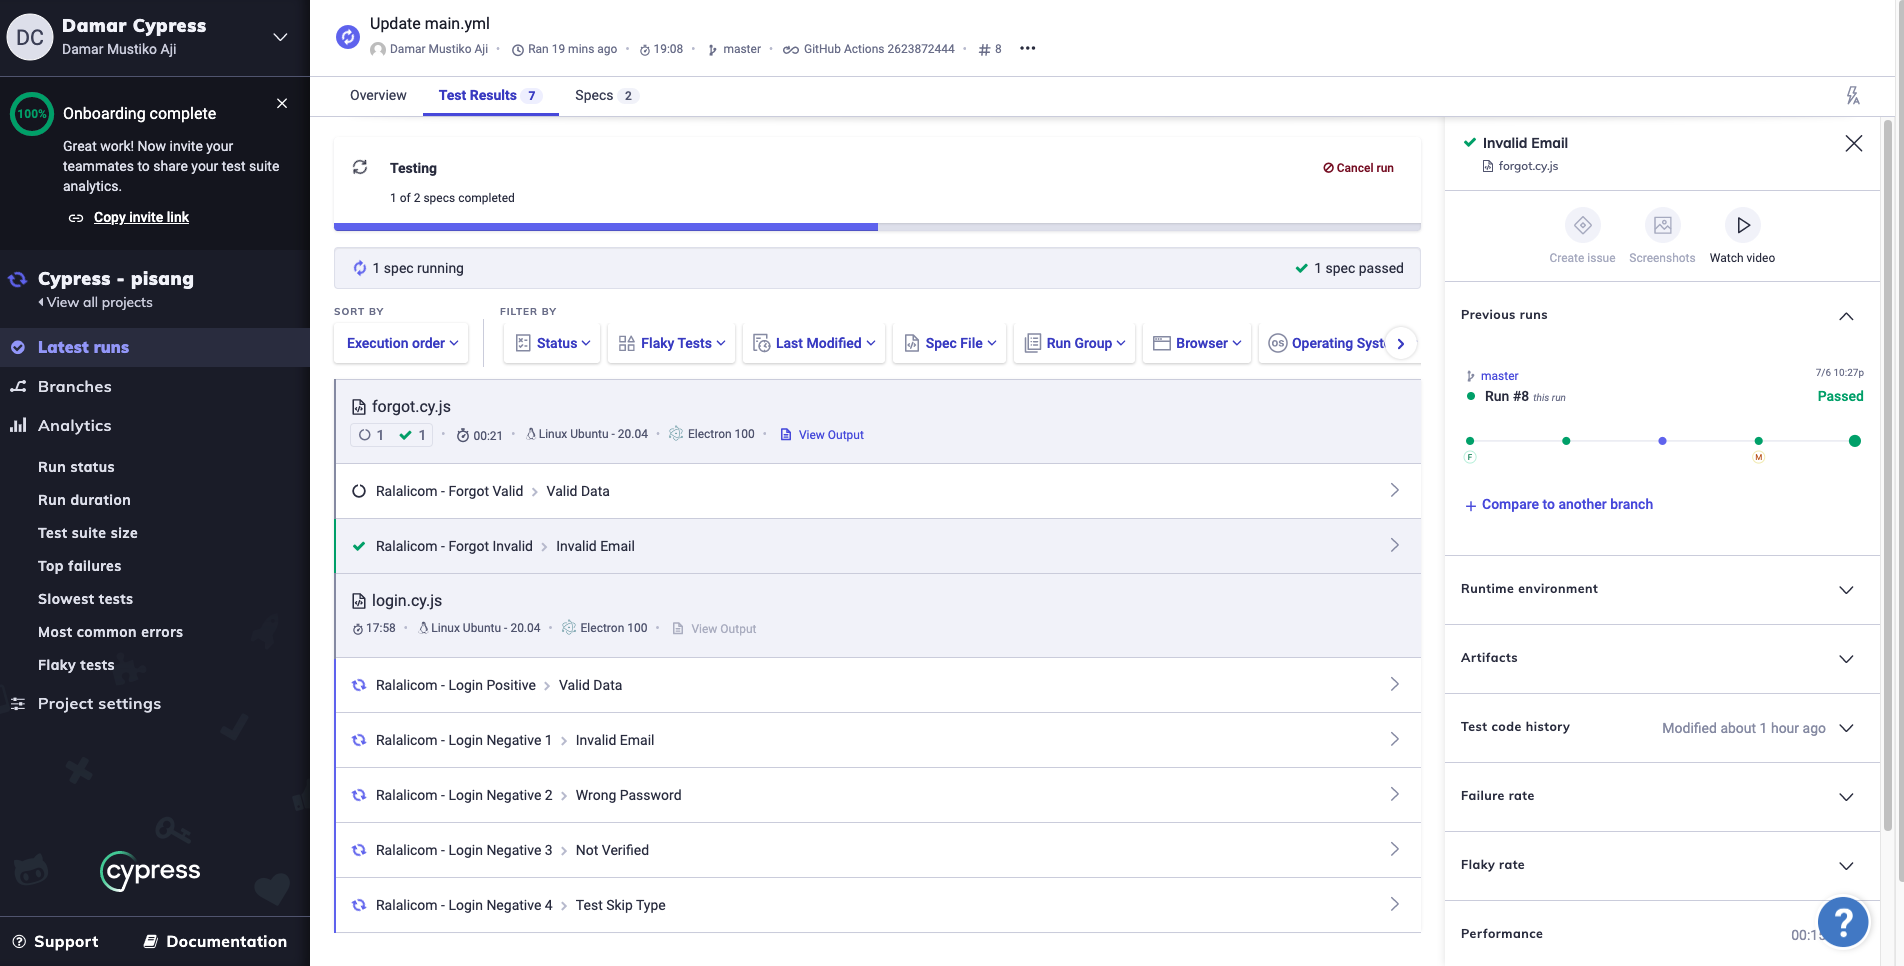 DC
Damar Cypress
Damar Mustiko Aji
100%
Onboarding complete
Great work! Now invite your
teammates to share your test suite
analytics.
Copy invite link
Cypress - pisang
View all projects
Latest runs
Branches
Analytics
Run status
Run duration
Test suite size
Top failures
Slowest tests
Most common errors
Flaky tests
Project settings
cypress
Support
Documentation
Update main.yml
Damar Mustiko Aji • Ran 19 mins ago • 19:08 • master • GitHub Actions 2623872444 • # 8 •••
Overview
Test Results 7
Specs 2
Testing
Cancel run
1 of 2 specs completed
1 spec running
1 spec passed
SORT BY
FILTER BY
Execution order
Status
Flaky Tests
Last Modified
Spec File
Run Group
Browser
OS Operating Syst
forgot.cy.js
1 1 • 00:21 • Linux Ubuntu - 20.04 • Electron 100 • View Output
Ralalicom - Forgot Valid > Valid Data
Ralalicom - Forgot Invalid > Invalid Email
login.cy.js
17:58 • Linux Ubuntu - 20.04 • Electron 100 • View Output
Ralalicom - Login Positive > Valid Data
Ralalicom - Login Negative 1 > Invalid Email
Ralalicom - Login Negative 2 > Wrong Password
Ralalicom - Login Negative 3 > Not Verified
Ralalicom - Login Negative 4 > Test Skip Type
Invalid Email
forgot.cy.js
Create issue
Screenshots
Watch video
Previous runs
master
7/6 10:27p
Run #8 this run
Passed
F
M
+ Compare to another branch
Runtime environment
Artifacts
Test code history
Modified about 1 hour ago
Failure rate
Flaky rate
Performance
00:1
?